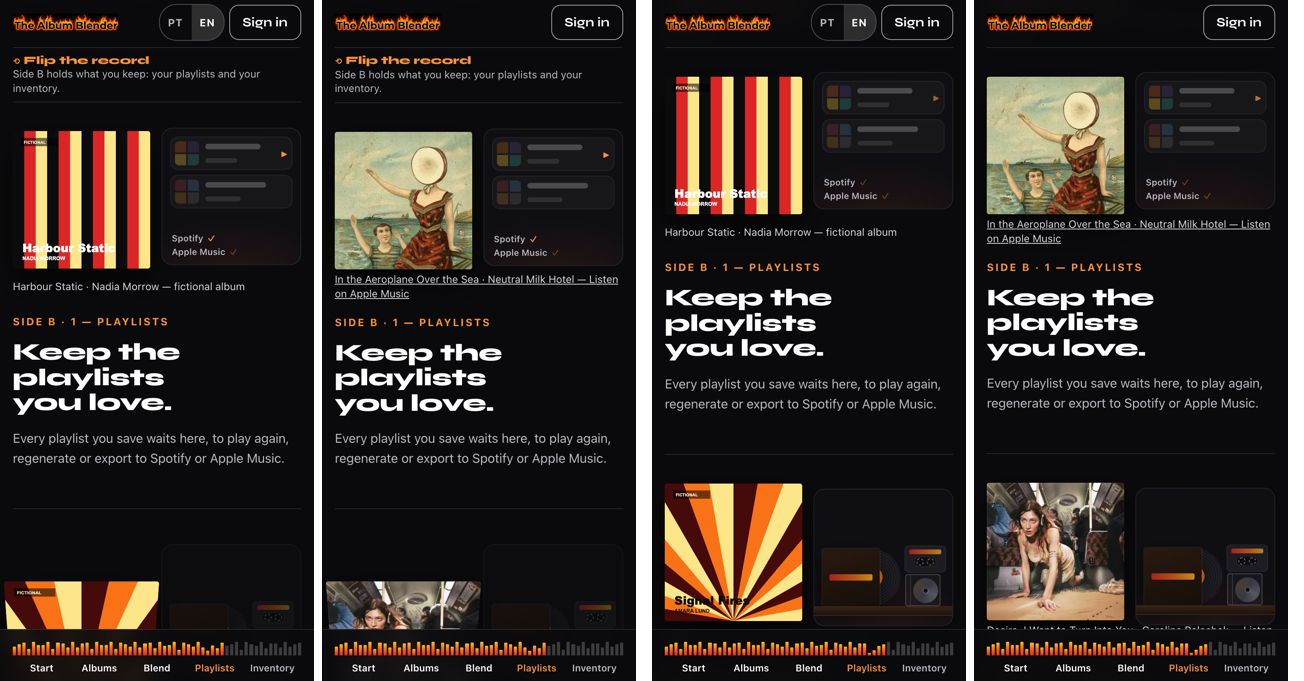 The Album Blender
PT EN
Sign in
Flip the record
Side B holds what you keep: your playlists and your
inventory.
FICTIONAL
Harbour Static
NADIA MORROW
Spotify ✓
Apple Music ✓
Harbour Static · Nadia Morrow — fictional album
SIDE B · 1 — PLAYLISTS
Keep the
playlists
you love.
Every playlist you save waits here, to play again,
regenerate or export to Spotify or Apple Music.
FICTIONAL
Start Albums Blend Playlists Inventory
The Album Blender
Sign in
Flip the record
Side B holds what you keep: your playlists and your
inventory.
Spotify ✓
Apple Music ✓
In the Aeroplane Over the Sea · Neutral Milk Hotel — Listen
on Apple Music
SIDE B · 1 — PLAYLISTS
Keep the
playlists
you love.
Every playlist you save waits here, to play again,
regenerate or export to Spotify or Apple Music.
Start Albums Blend Playlists Inventory
The Album Blender
PT EN
Sign in
FICTIONAL
Harbour Static
NADIA MORROW
Spotify ✓
Apple Music ✓
Harbour Static · Nadia Morrow — fictional album
SIDE B · 1 — PLAYLISTS
Keep the
playlists
you love.
Every playlist you save waits here, to play again,
regenerate or export to Spotify or Apple Music.
FICTIONAL
Signal Fires
LUND
Start Albums Blend Playlists Inventory
The Album Blender
Sign in
Spotify ✓
Apple Music ✓
In the Aeroplane Over the Sea · Neutral Milk Hotel — Listen
on Apple Music
SIDE B · 1 — PLAYLISTS
Keep the
playlists
you love.
Every playlist you save waits here, to play again,
regenerate or export to Spotify or Apple Music.
Desire, I Want to Turn Into You · Caroline Polachek — Listen
Start Albums Blend Playlists Inventory